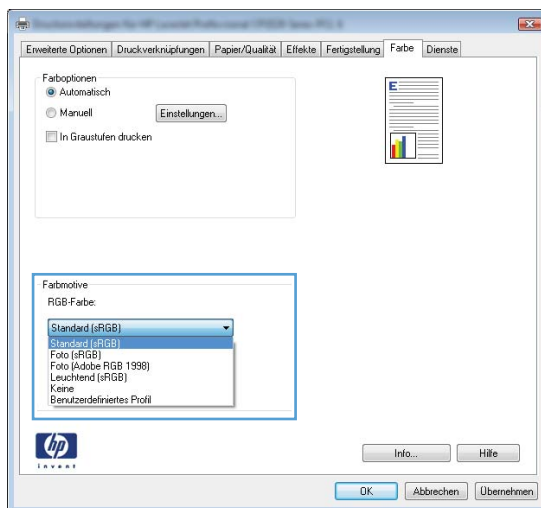 Erweiterte Optionen Druckverknüpfungen Papier/Qualität Effekte Fertigstellung Farbe Dienste
Farboptionen
Automatisch
Manuell Einstellungen...
In Graustufen drucken
E
Farbmotive
RGB-Farbe:
Standard (sRGB)
Standard (sRGB)
Foto (sRGB)
Foto (Adobe RGB 1998)
Leuchtend (sRGB)
Keine
Benutzerdefiniertes Profil
hp
invent
Info... Hilfe
OK Abbrechen Übernehmen